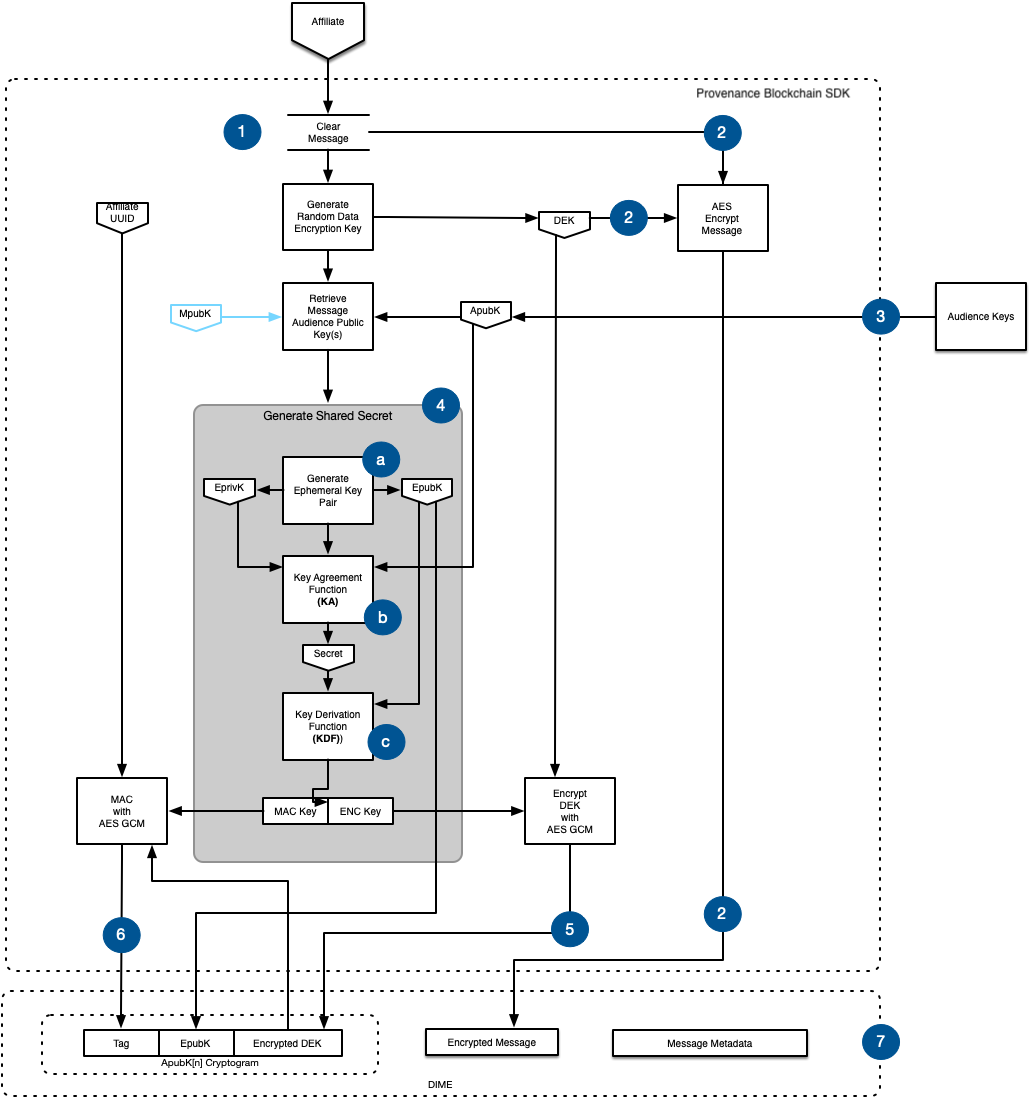 Affiliate
Provenance Blockchain SDK
1
Clear
Message
2
Affiliate
UUID
Generate
Random Data
Encryption Key
DEK
2
AES
Encrypt
Message
MpubK
Retrieve
Message
Audience Public
Key(s)
ApubK
3
Audience Keys
4
Generate Shared Secret
a
EprivK
Generate
Ephemeral Key
Pair
EpubK
Key Agreement
Function
(KA)
b
Secret
Key Derivation
Function
(KDF))
c
MAC
with
AES GCM
MAC Key
ENC Key
Encrypt
DEK
with
AES GCM
6
5
2
Tag
EpubK
Encrypted DEK
ApubK[n] Cryptogram
Encrypted Message
Message Metadata
7
DIME